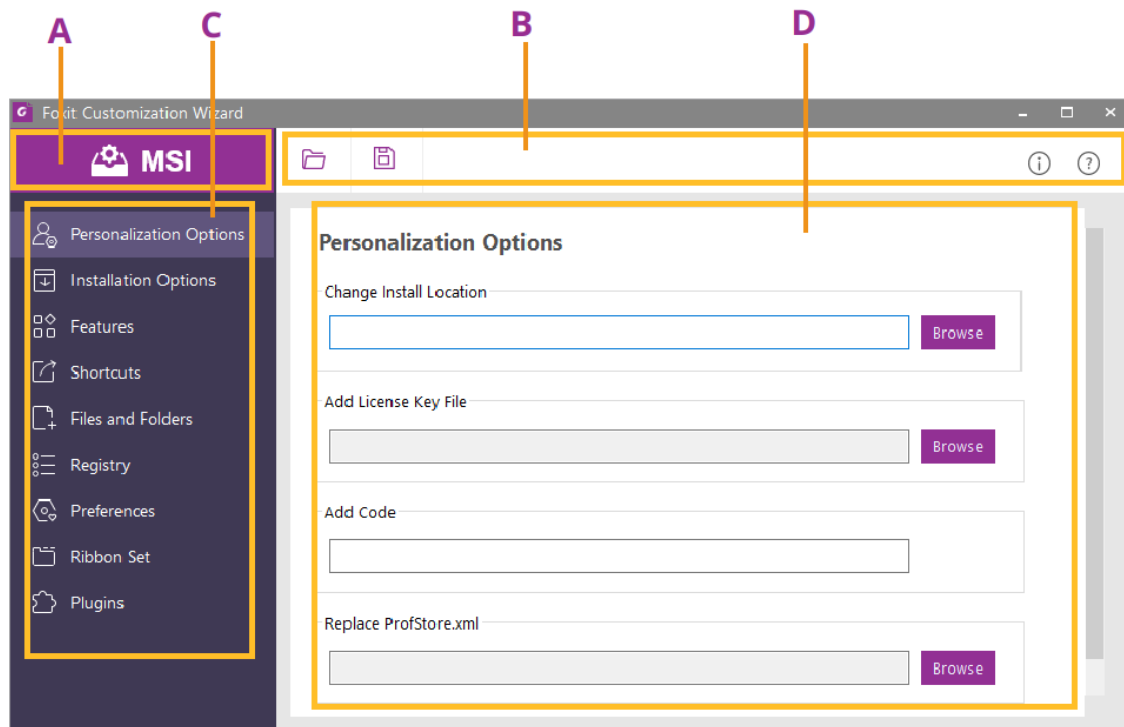 A
C
B
D
Foxit Customization Wizard
MSI
Personalization Options
Installation Options
Features
Shortcuts
Files and Folders
Registry
Preferences
Ribbon Set
Plugins
Personalization Options
Change Install Location
Browse
Add License Key File
Browse
Add Code
Replace ProfStore.xml
Browse